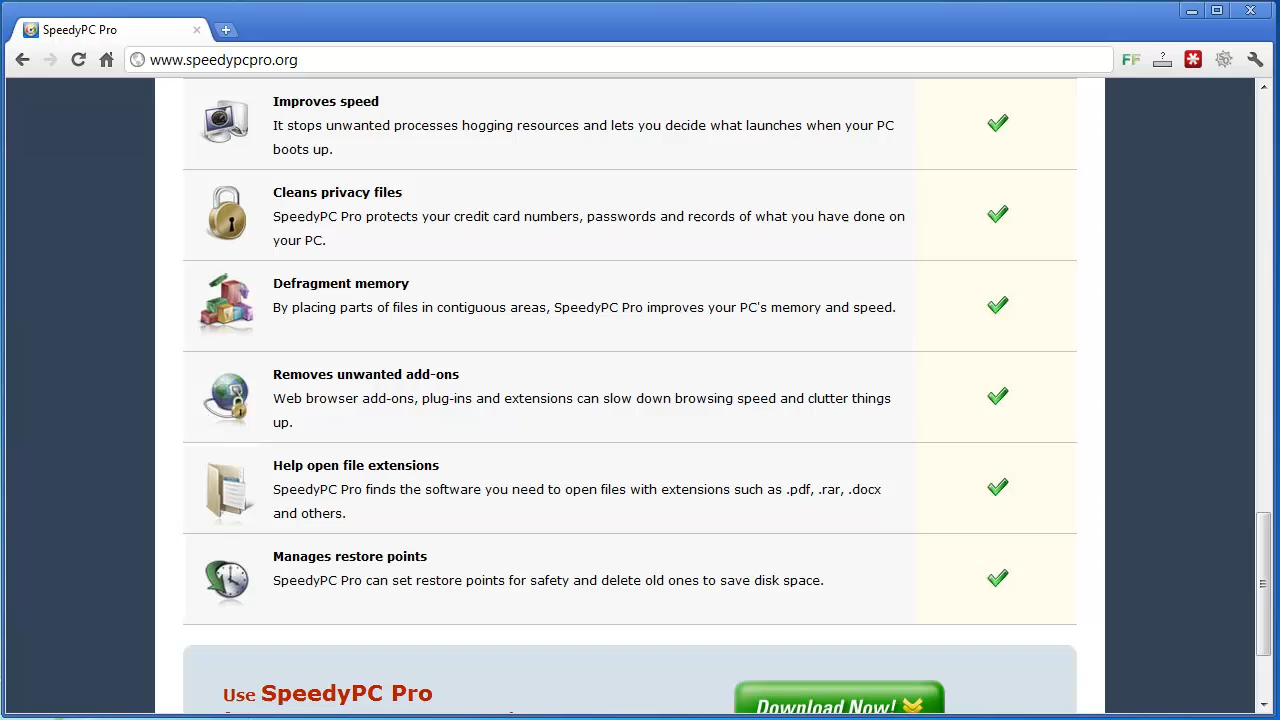 SpeedyPC Pro
www.speedypcpro.org
FF
Improves speed
It stops unwanted processes hogging resources and lets you decide what launches when your PC
boots up.
Cleans privacy files
SpeedyPC Pro protects your credit card numbers, passwords and records of what you have done on
your PC.
Defragment memory
By placing parts of files in contiguous areas, SpeedyPC Pro improves your PC's memory and speed.
Removes unwanted add-ons
Web browser add-ons, plug-ins and extensions can slow down browsing speed and clutter things
up.
Help open file extensions
SpeedyPC Pro finds the software you need to open files with extensions such as .pdf, .rar, .docx
and others.
Manages restore points
SpeedyPC Pro can set restore points for safety and delete old ones to save disk space.
Use SpeedyPC Pro
Download Now!